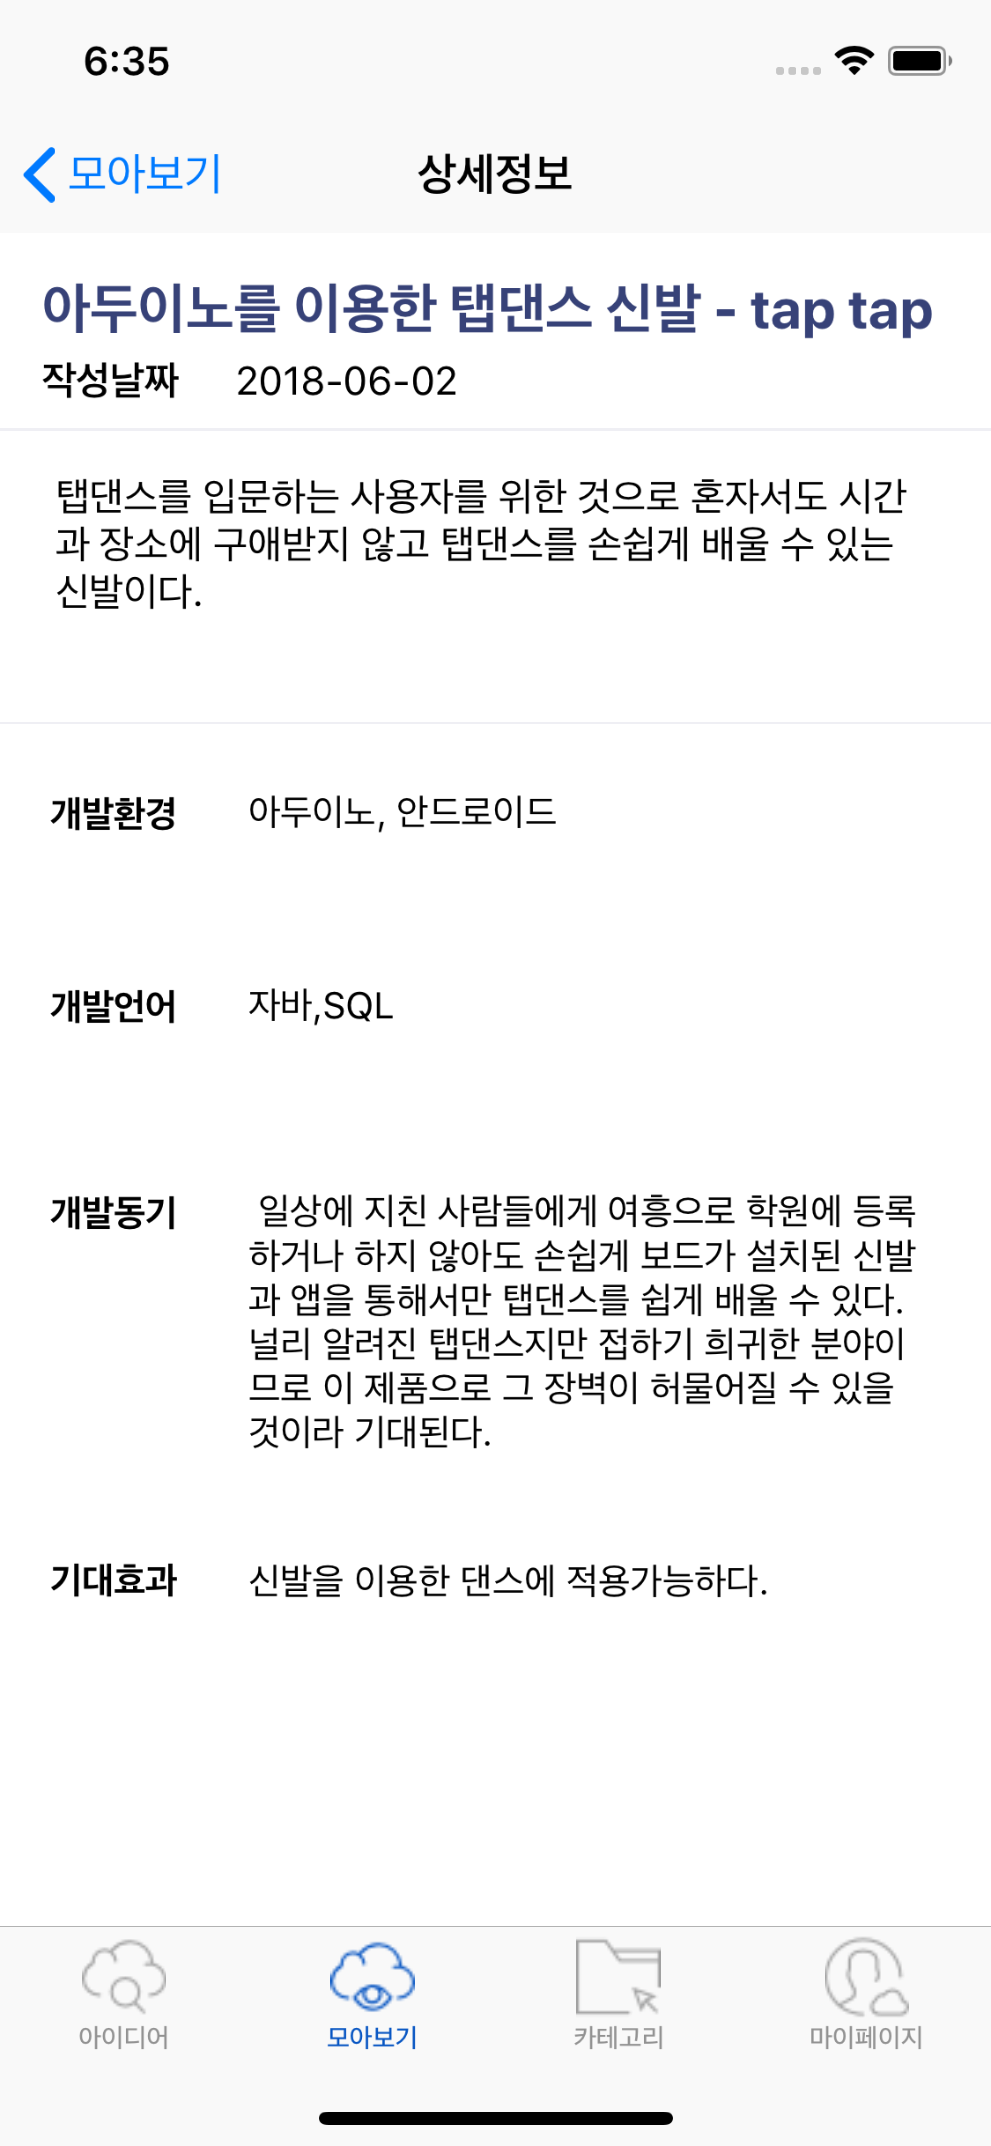 6:35
모아보기 상세정보
아두이노를 이용한 탭댄스 신발 - tap tap
작성날짜 2018-06-02
탭댄스를 입문하는 사용자를 위한 것으로 혼자서도 시간
과 장소에 구애받지 않고 탭댄스를 손쉽게 배울 수 있는
신발이다.
개발환경 아두이노, 안드로이드
개발언어 자바,SQL
개발동기 일상에 지친 사람들에게 여흥으로 학원에 등록
하거나 하지 않아도 손쉽게 보드가 설치된 신발
과 앱을 통해서만 탭댄스를 쉽게 배울 수 있다.
널리 알려진 탭댄스지만 접하기 희귀한 분야이
므로 이 제품으로 그 장벽이 허물어질 수 있을
것이라 기대된다.
기대효과 신발을 이용한 댄스에 적용가능하다.
아이디어 모아보기 카테고리 마이페이지